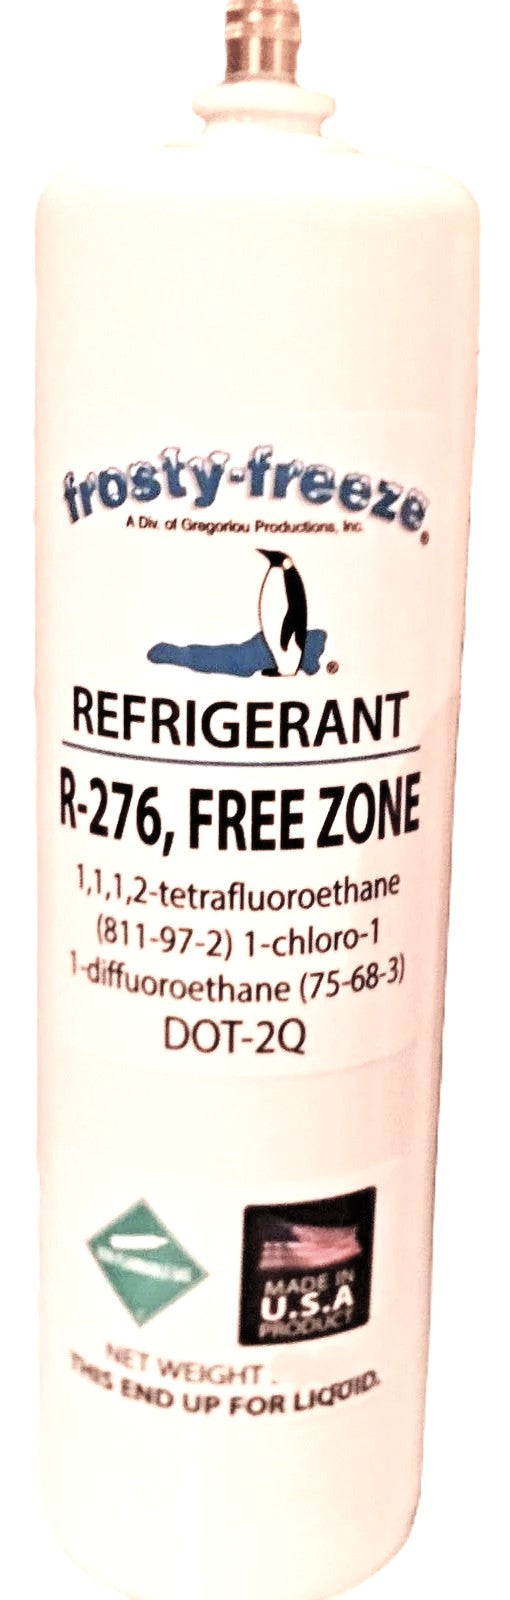 frosty-freeze®
A Div. of Gregoriou Productions, Inc.
®
REFRIGERANT
R-276, FREE ZONE
1,1,1,2-tetrafluoroethane
(811-97-2) 1-chloro-1
1-diffuoroethane (75-68-3)
DOT-2Q
MADE IN
U.S.A
PRODUCT
NET WEIGHT .
THIS END UP FOR LIQUID.